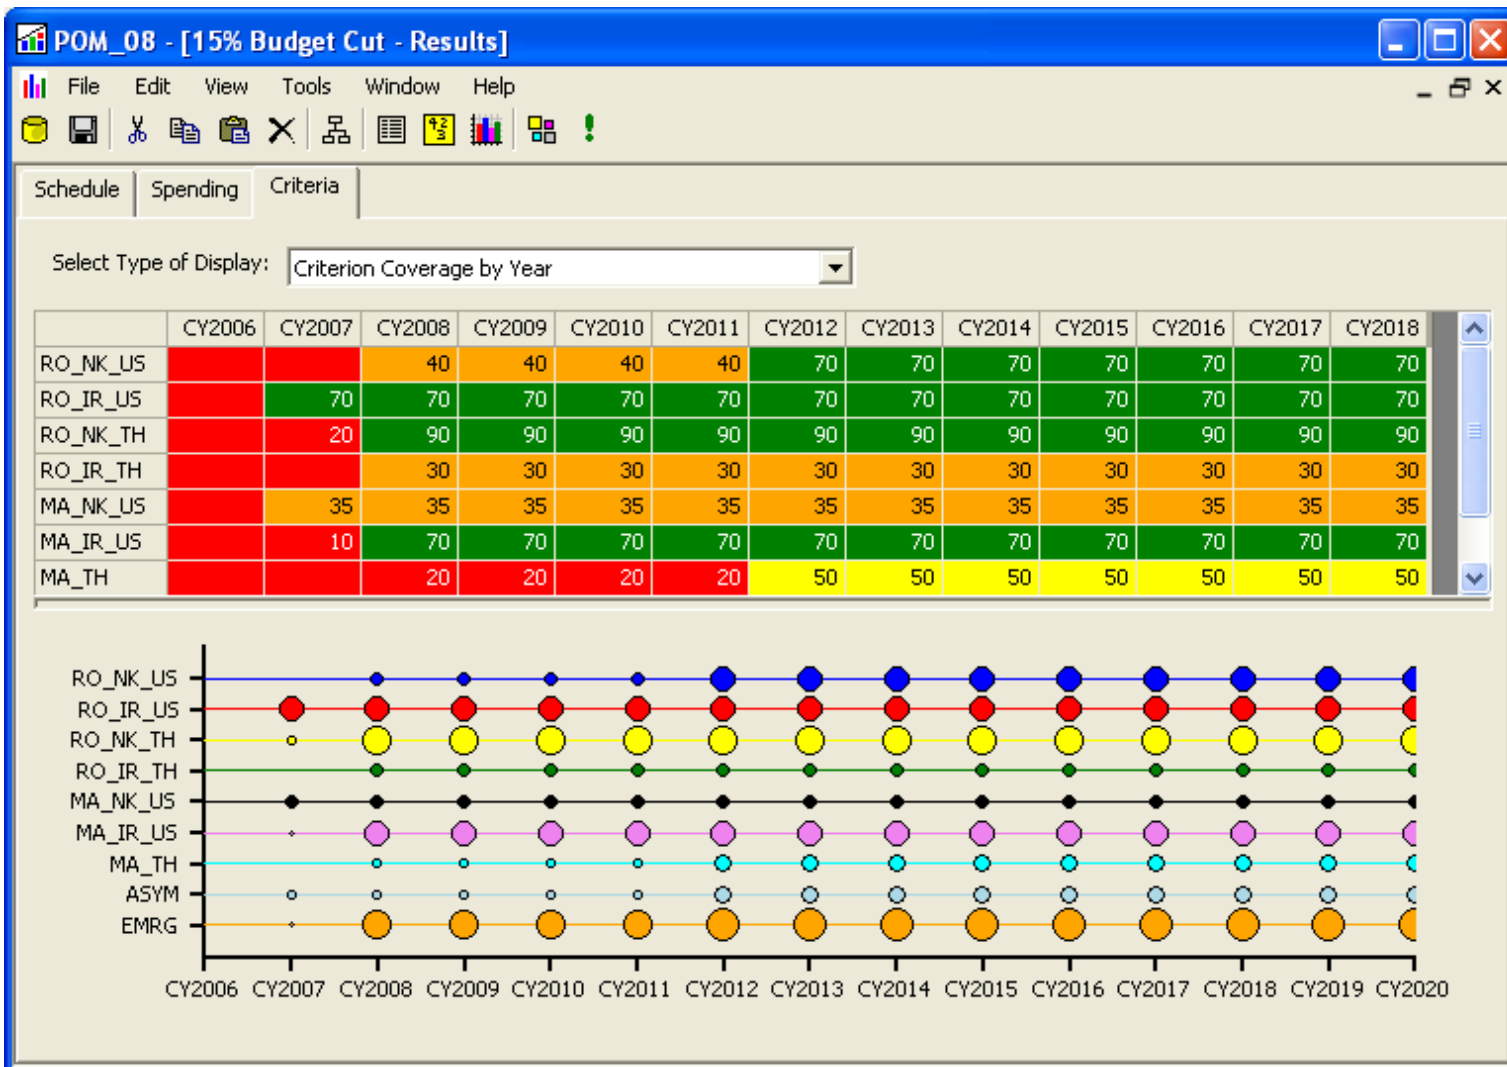 POM_08 - [15% Budget Cut - Results]
File Edit View Tools Window Help
Schedule Spending Criteria
Select Type of Display: Criterion Coverage by Year
CY2006 CY2007 CY2008 CY2009 CY2010 CY2011 CY2012 CY2013 CY2014 CY2015 CY2016 CY2017 CY2018
RO_NK_US 40 40 40 40 70 70 70 70 70 70 70
RO_IR_US 70 70 70 70 70 70 70 70 70 70 70 70
RO_NK_TH 20 90 90 90 90 90 90 90 90 90 90 90
RO_IR_TH 30 30 30 30 30 30 30 30 30 30 30
MA_NK_US 35 35 35 35 35 35 35 35 35 35 35 35
MA_IR_US 10 70 70 70 70 70 70 70 70 70 70 70
MA_TH 20 20 20 20 50 50 50 50 50 50 50
RO_NK_US
RO_IR_US
RO_NK_TH
RO_IR_TH
MA_NK_US
MA_IR_US
MA_TH
ASYM
EMRG
CY2006 CY2007 CY2008 CY2009 CY2010 CY2011 CY2012 CY2013 CY2014 CY2015 CY2016 CY2017 CY2018 CY2019 CY2020